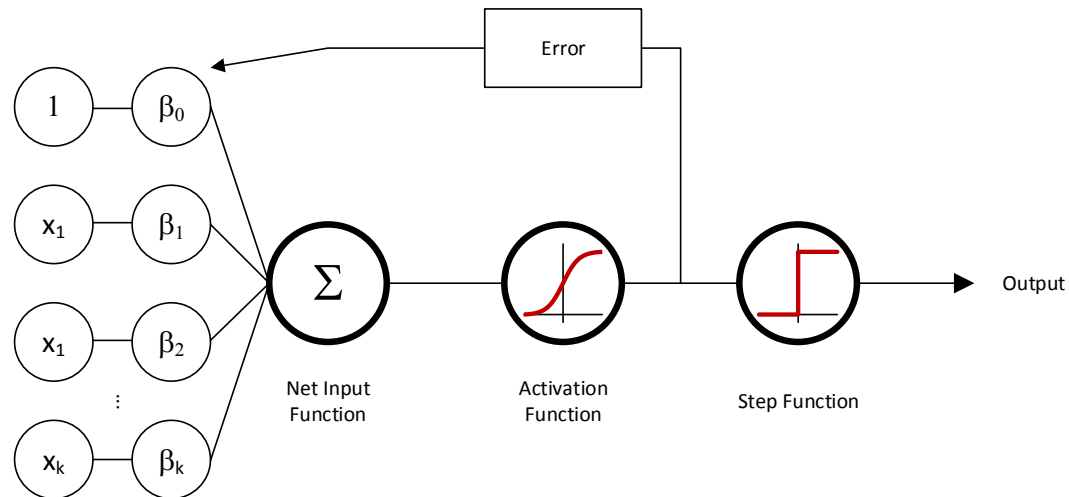 Error
1
β0
x1
β1
Σ
Output
x1
β2
...
xk
βk
Net Input
Function
Activation
Function
Step Function